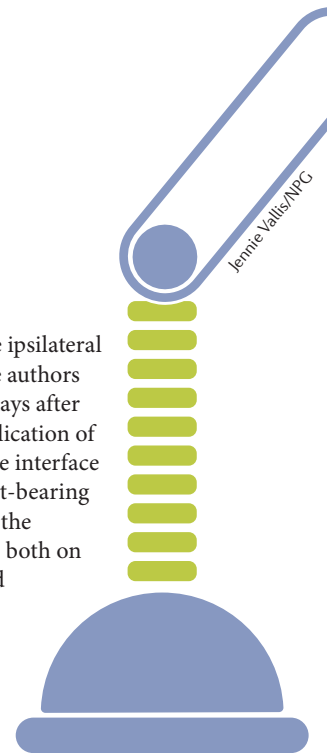 Jennie Vallis/NPG
e ipsilateral
e authors
ays after
lication of
e interface
t-bearing
the
both on
d